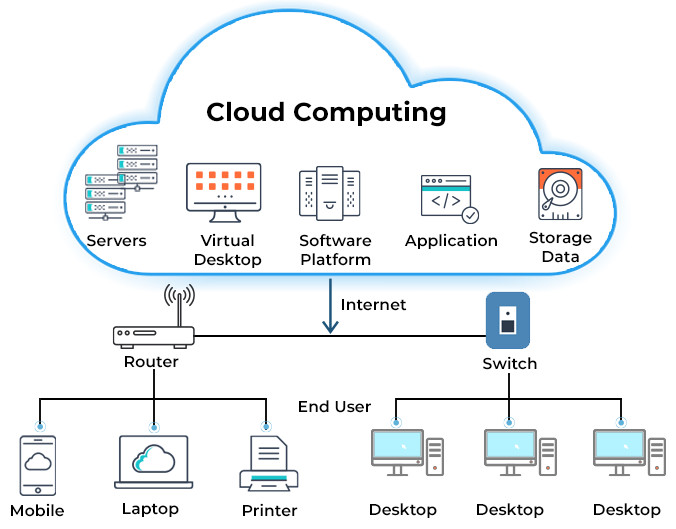 Cloud Computing
Servers
Virtual
Desktop
Software
Platform
</>
Application
Storage
Data
Internet
Router
Switch
End User
Mobile
Laptop
Printer
Desktop
Desktop
Desktop